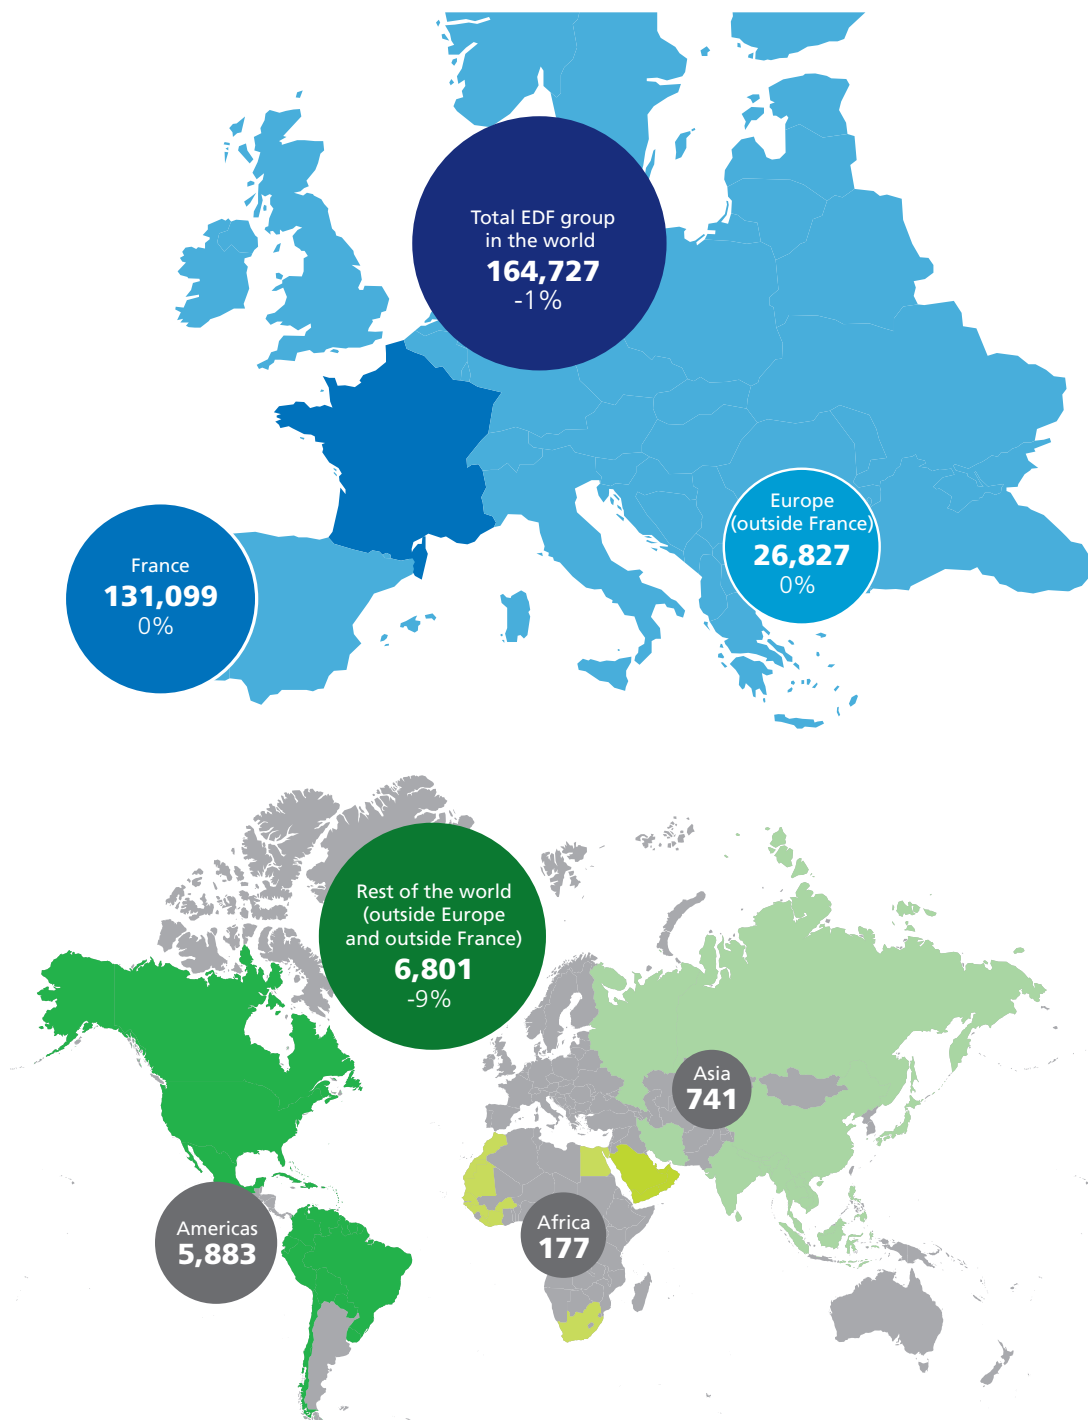 Total EDF group
in the world
164,727
-1%
Europe
(outside France)
26,827
0%
France
131,099
0%
Rest of the world
(outside Europe
and outside France)
6,801
-9%
Asia
741
Americas
5,883
Africa
177